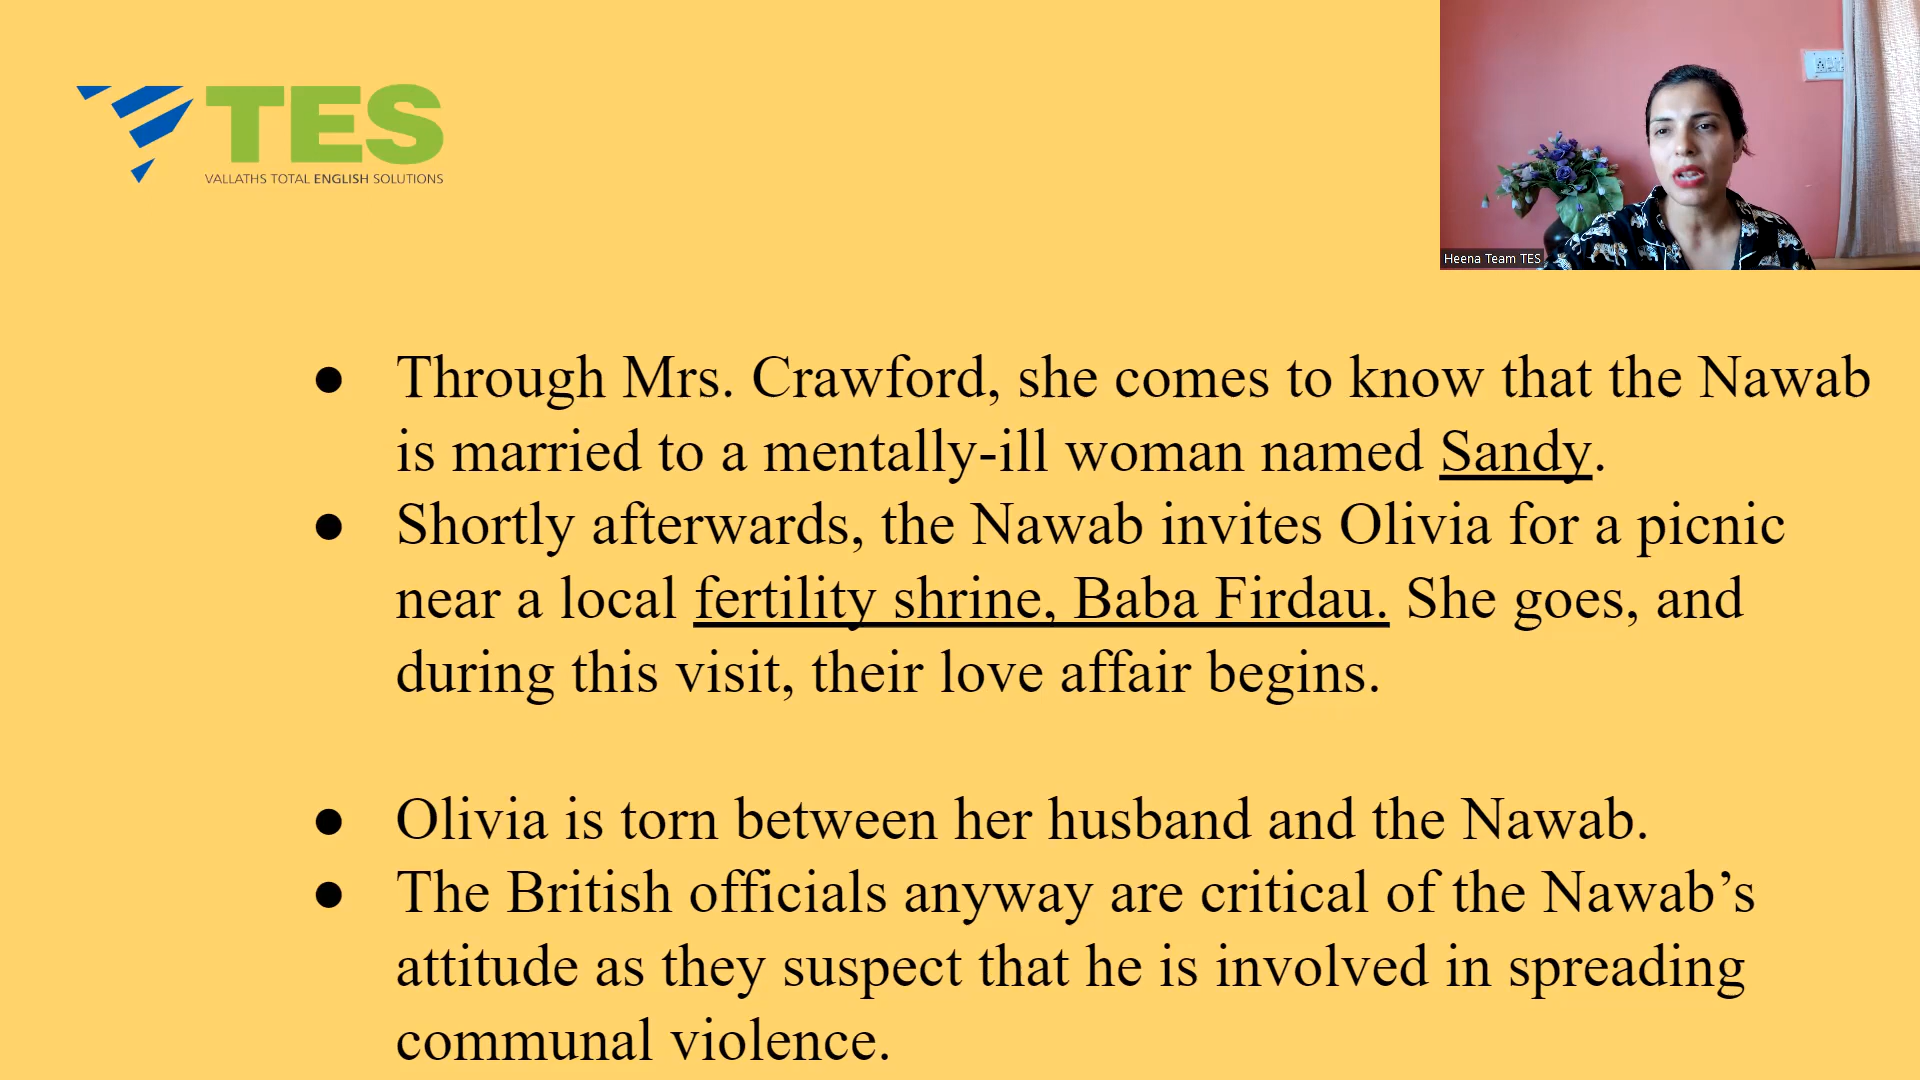 TES
VALLATHS TOTAL ENGLISH SOLUTIONS
Heena Team TES
● Through Mrs. Crawford, she comes to know that the Nawab
is married to a mentally-ill woman named Sandy.
● Shortly afterwards, the Nawab invites Olivia for a picnic
near a local fertility shrine, Baba Firdau. She goes, and
during this visit, their love affair begins.
● Olivia is torn between her husband and the Nawab.
● The British officials anyway are critical of the Nawab’s
attitude as they suspect that he is involved in spreading
communal violence.